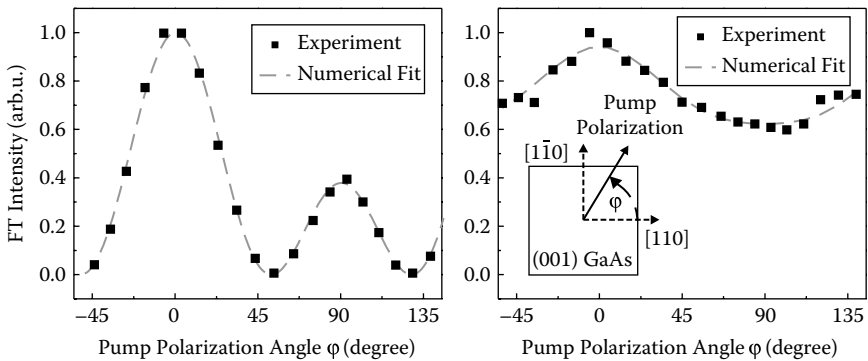 FT Intensity (arb.u.)
1.0
0.8
0.6
0.4
0.2
0.0
Experiment
Numerical Fit
−45
0
45
90
135
Pump Polarization Angle φ (degree)
1.0
0.8
0.6
0.4
0.2
0.0
Experiment
Numerical Fit
Pump
Polarization
[11̄0]
φ
[110]
(001) GaAs
−45
0
45
90
135
Pump Polarization Angle φ (degree)